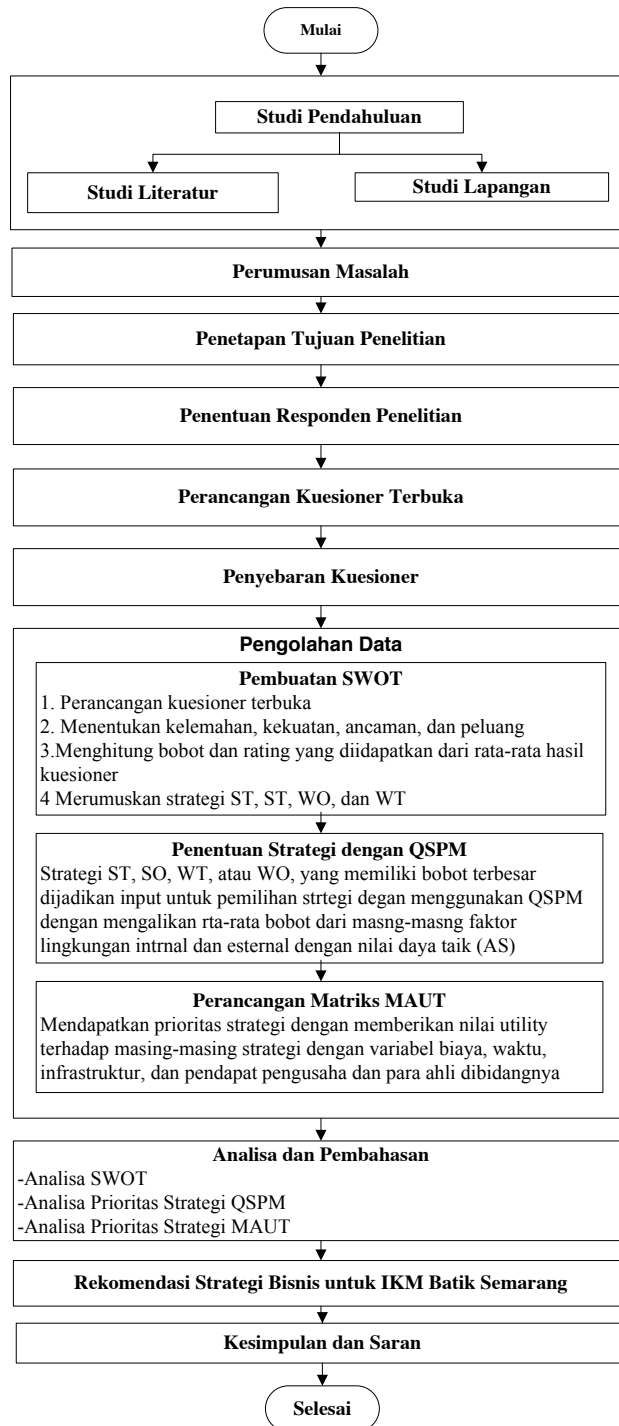 Mulai
Studi Pendahuluan
Studi Literatur
Studi Lapangan
Perumusan Masalah
Penetapan Tujuan Penelitian
Penentuan Responden Penelitian
Perancangan Kuesioner Terbuka
Penyebaran Kuesioner
Pengolahan Data
Pembuatan SWOT
1. Perancangan kuesioner terbuka
2. Menentukan kelemahan, kekuatan, ancaman, dan peluang
3.Menghitung bobot dan rating yang diidapatkan dari rata-rata hasil
kuesioner
4 Merumuskan strategi ST, ST, WO, dan WT
Penentuan Strategi dengan QSPM
Strategi ST, SO, WT, atau WO, yang memiliki bobot terbesar
dijadikan input untuk pemilihan strtegi degan menggunakan QSPM
dengan mengalikan rta-rata bobot dari masng-masng faktor
lingkungan intrnal dan esternal dengan nilai daya taik (AS)
Perancangan Matriks MAUT
Mendapatkan prioritas strategi dengan memberikan nilai utility
terhadap masing-masing strategi dengan variabel biaya, waktu,
infrastruktur, dan pendapat pengusaha dan para ahli dibidangnya
Analisa dan Pembahasan
-Analisa SWOT
-Analisa Prioritas Strategi QSPM
-Analisa Prioritas Strategi MAUT
Rekomendasi Strategi Bisnis untuk IKM Batik Semarang
Kesimpulan dan Saran
Selesai